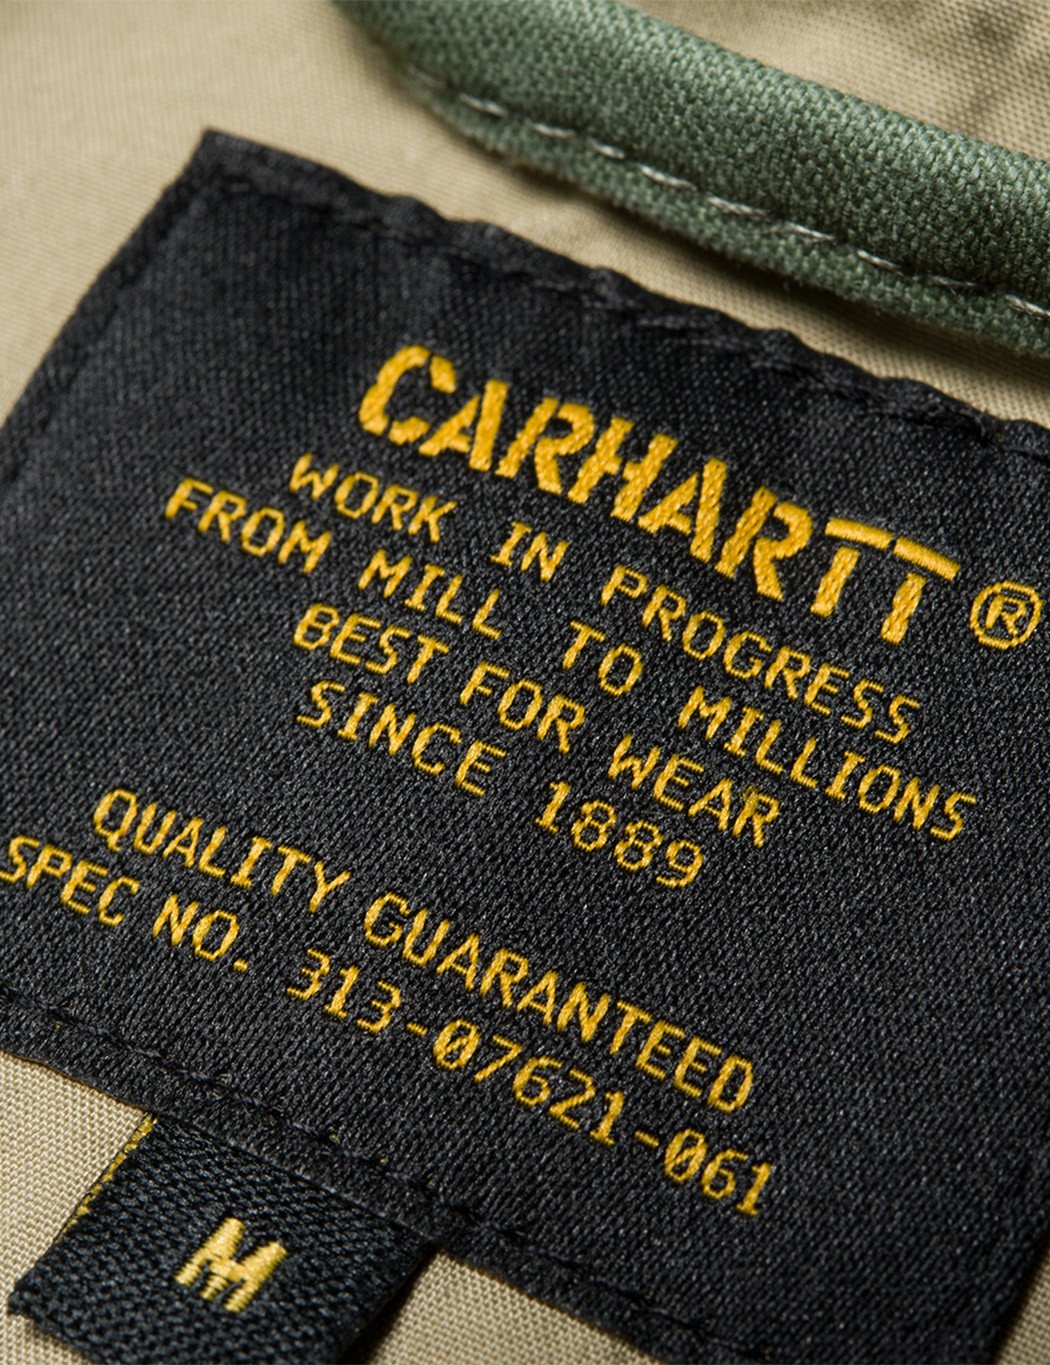 CARHARTT ®
WORK IN PROGRESS
FROM MILL TO MILLIONS
BEST FOR WEAR
SINCE 1889
QUALITY GUARANTEED
SPEC NO. 313-07621-061
M